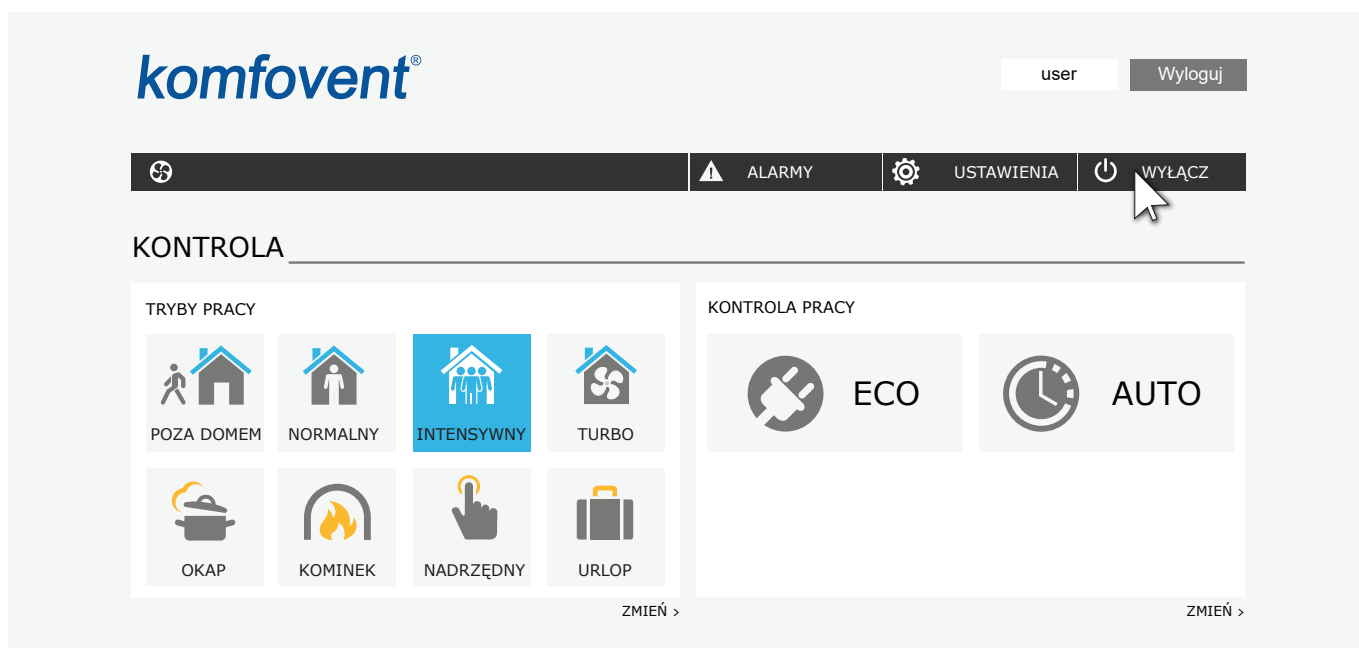 komfovent®
user Wyloguj
ALARMY USTAWIENIA WYŁĄCZ
KONTROLA
TRYBY PRACY
POZA DOMEM NORMALNY INTENSYWNY TURBO
OKAP KOMINEK NADRZĘDNY URLOP
ZMIEŃ >
KONTROLA PRACY
ECO AUTO
ZMIEŃ >